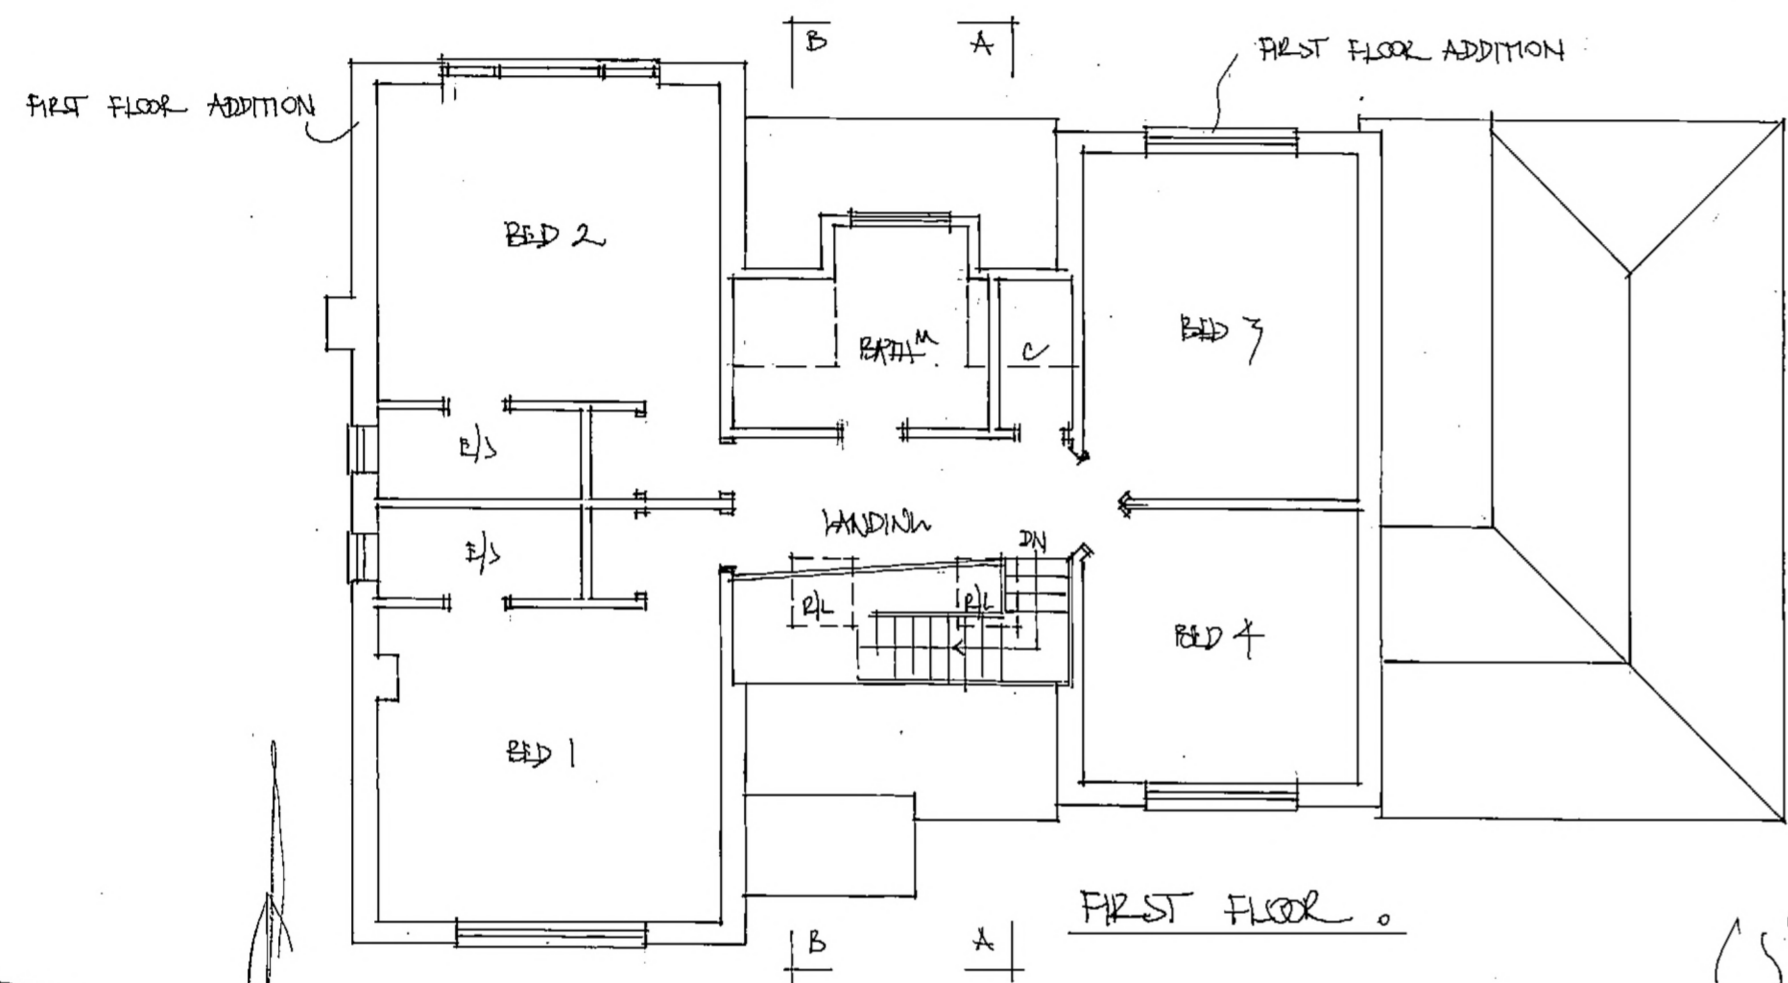 B
A
FIRST FLOOR ADDITION
FIRST FLOOR ADDITION
BED 2
BED 3
BATHM
C
E/S
LANDING
DN
E/S
R/L
R/L
BED 4
BED 1
FIRST FLOOR.
B
A